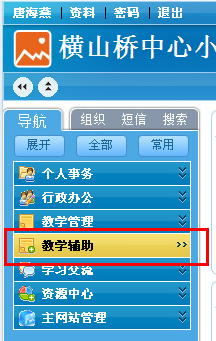 唐海燕 | 资料 | 密码 | 退出
横山桥中心小
导航 组织 短信 搜索
展开 全部 常用
个人事务
行政办公
教学管理
教学辅助 >>
学习交流
资源中心
主网站管理